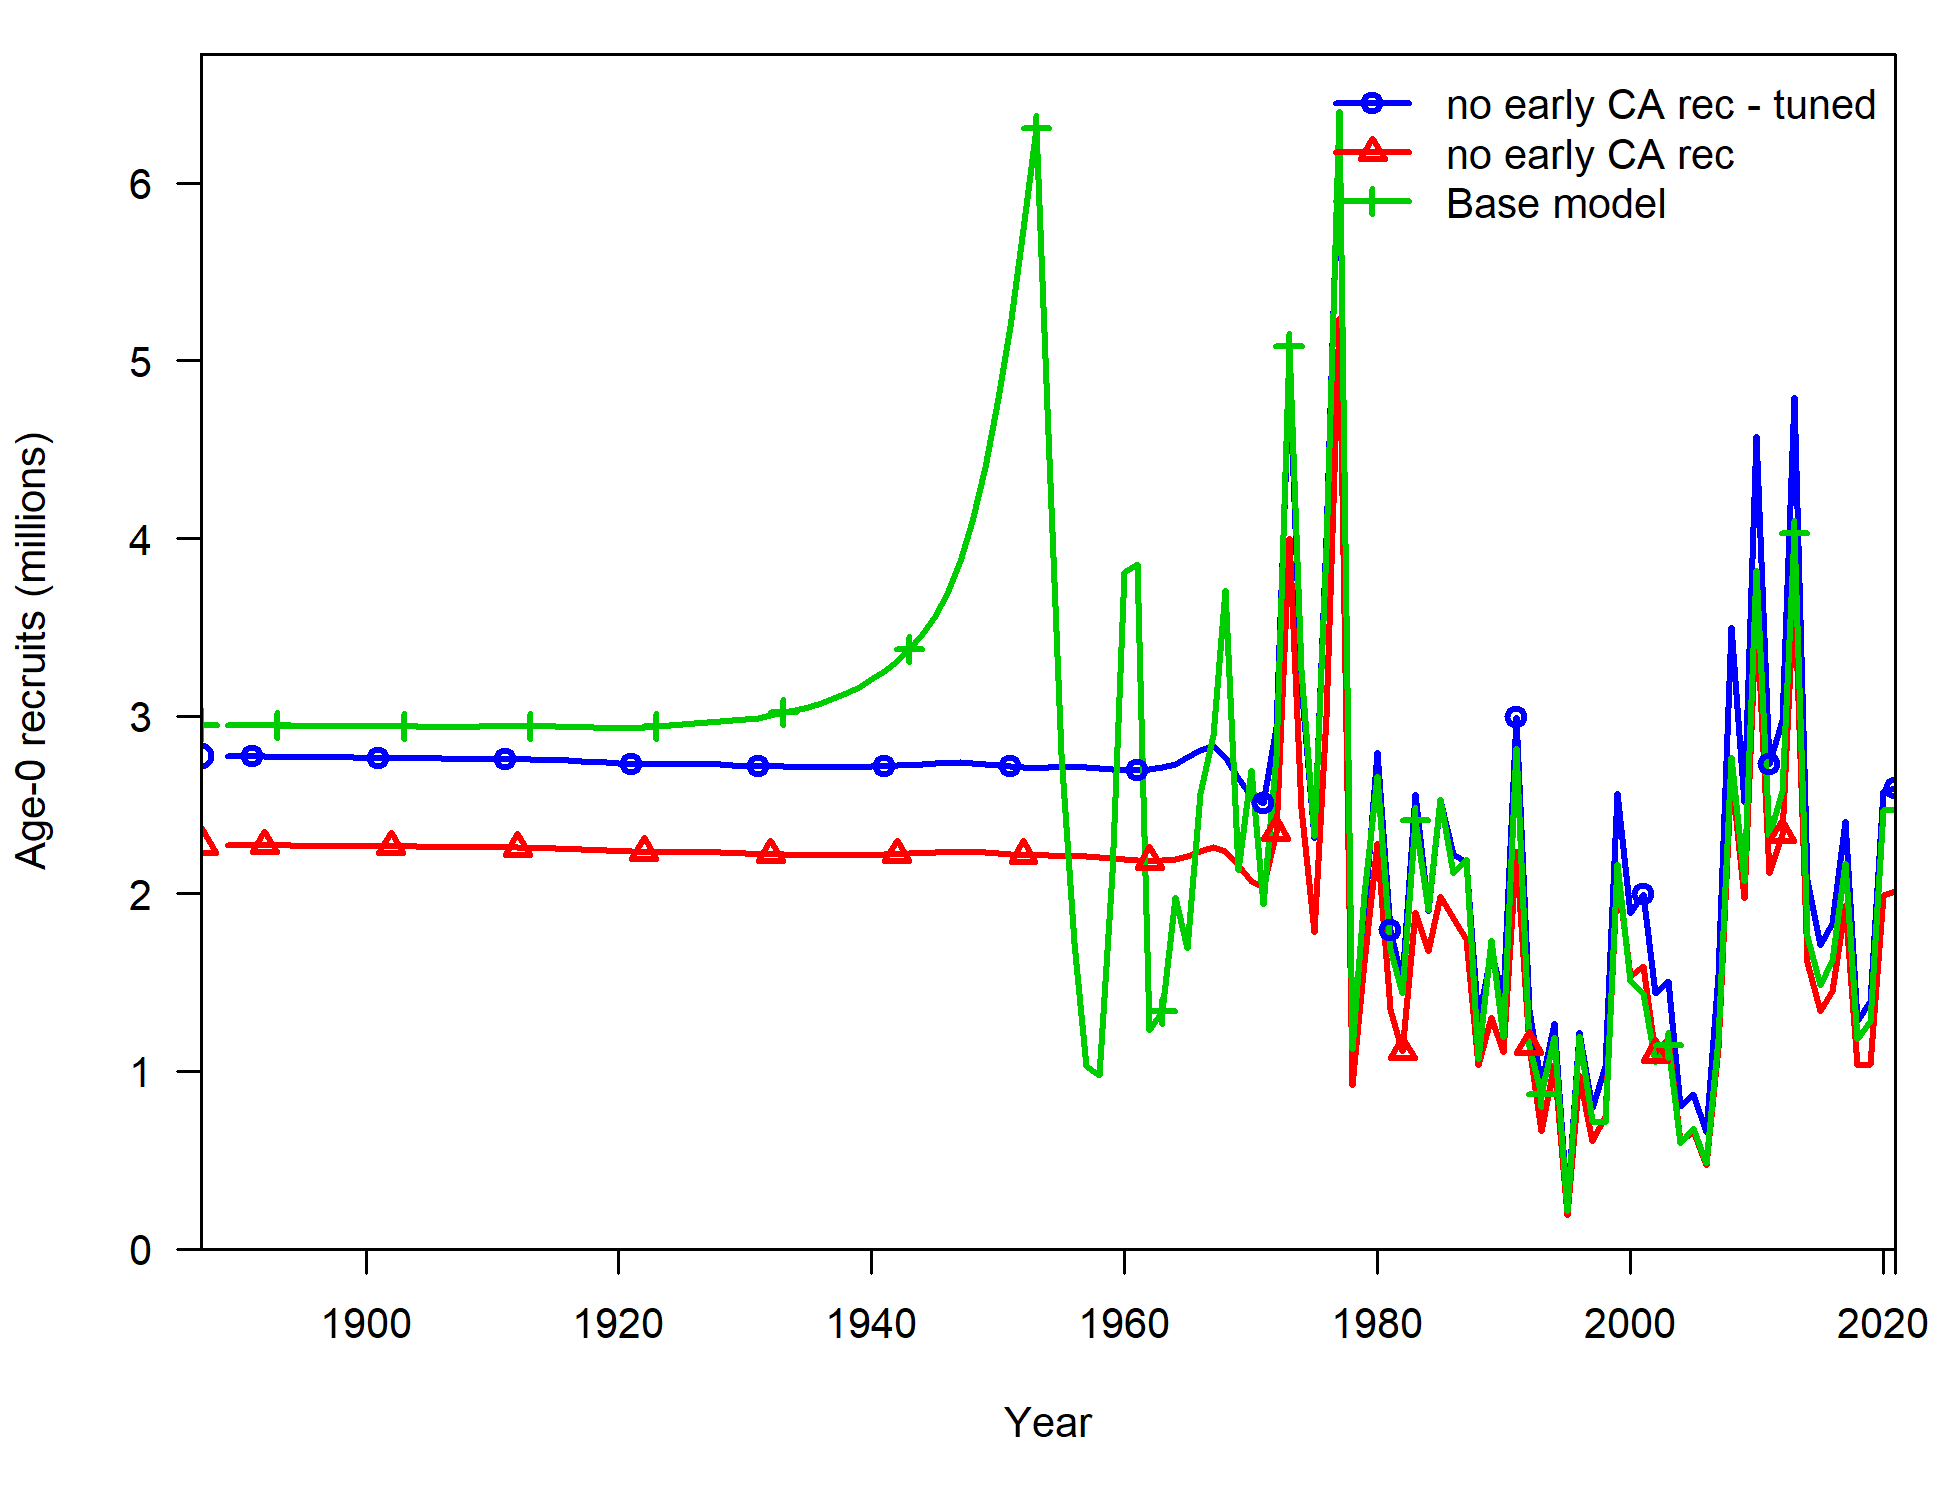 no early CA rec - tuned
no early CA rec
Base model
Age-0 recruits (millions)
6
5
4
3
2
1
0
1900 1920 1940 1960 1980 2000 2020
Year